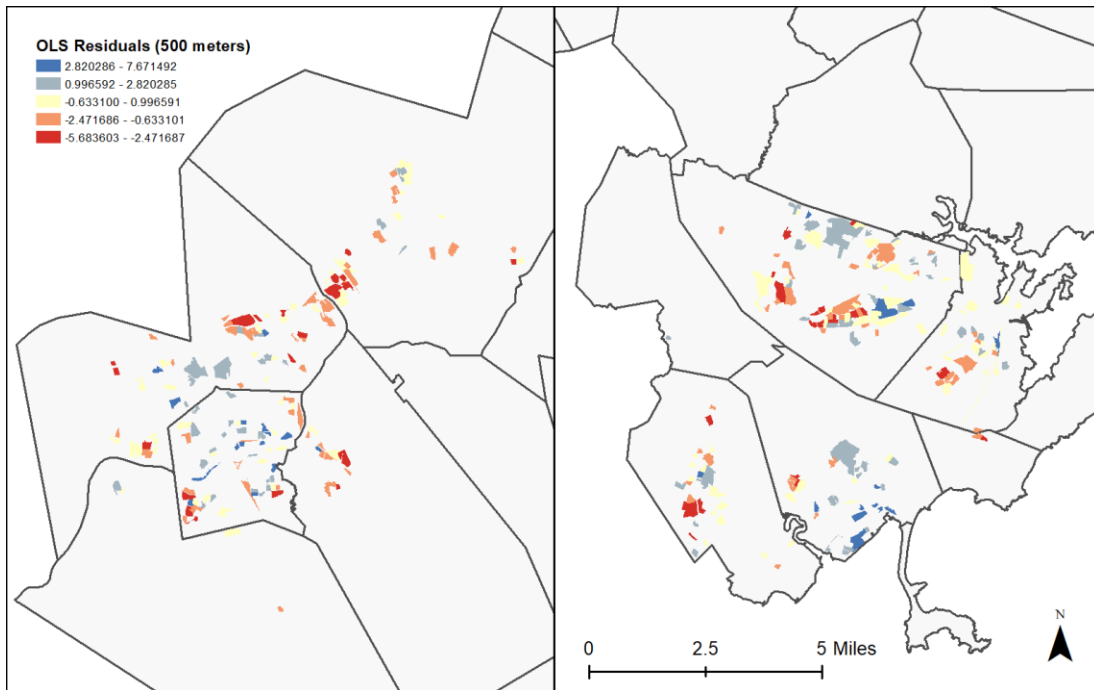 OLS Residuals (500 meters)
2.820286 - 7.671492
0.996592 - 2.820285
-0.633100 - 0.996591
-2.471686 - -0.633101
-5.683603 - -2.471687
N
0 2.5 5 Miles